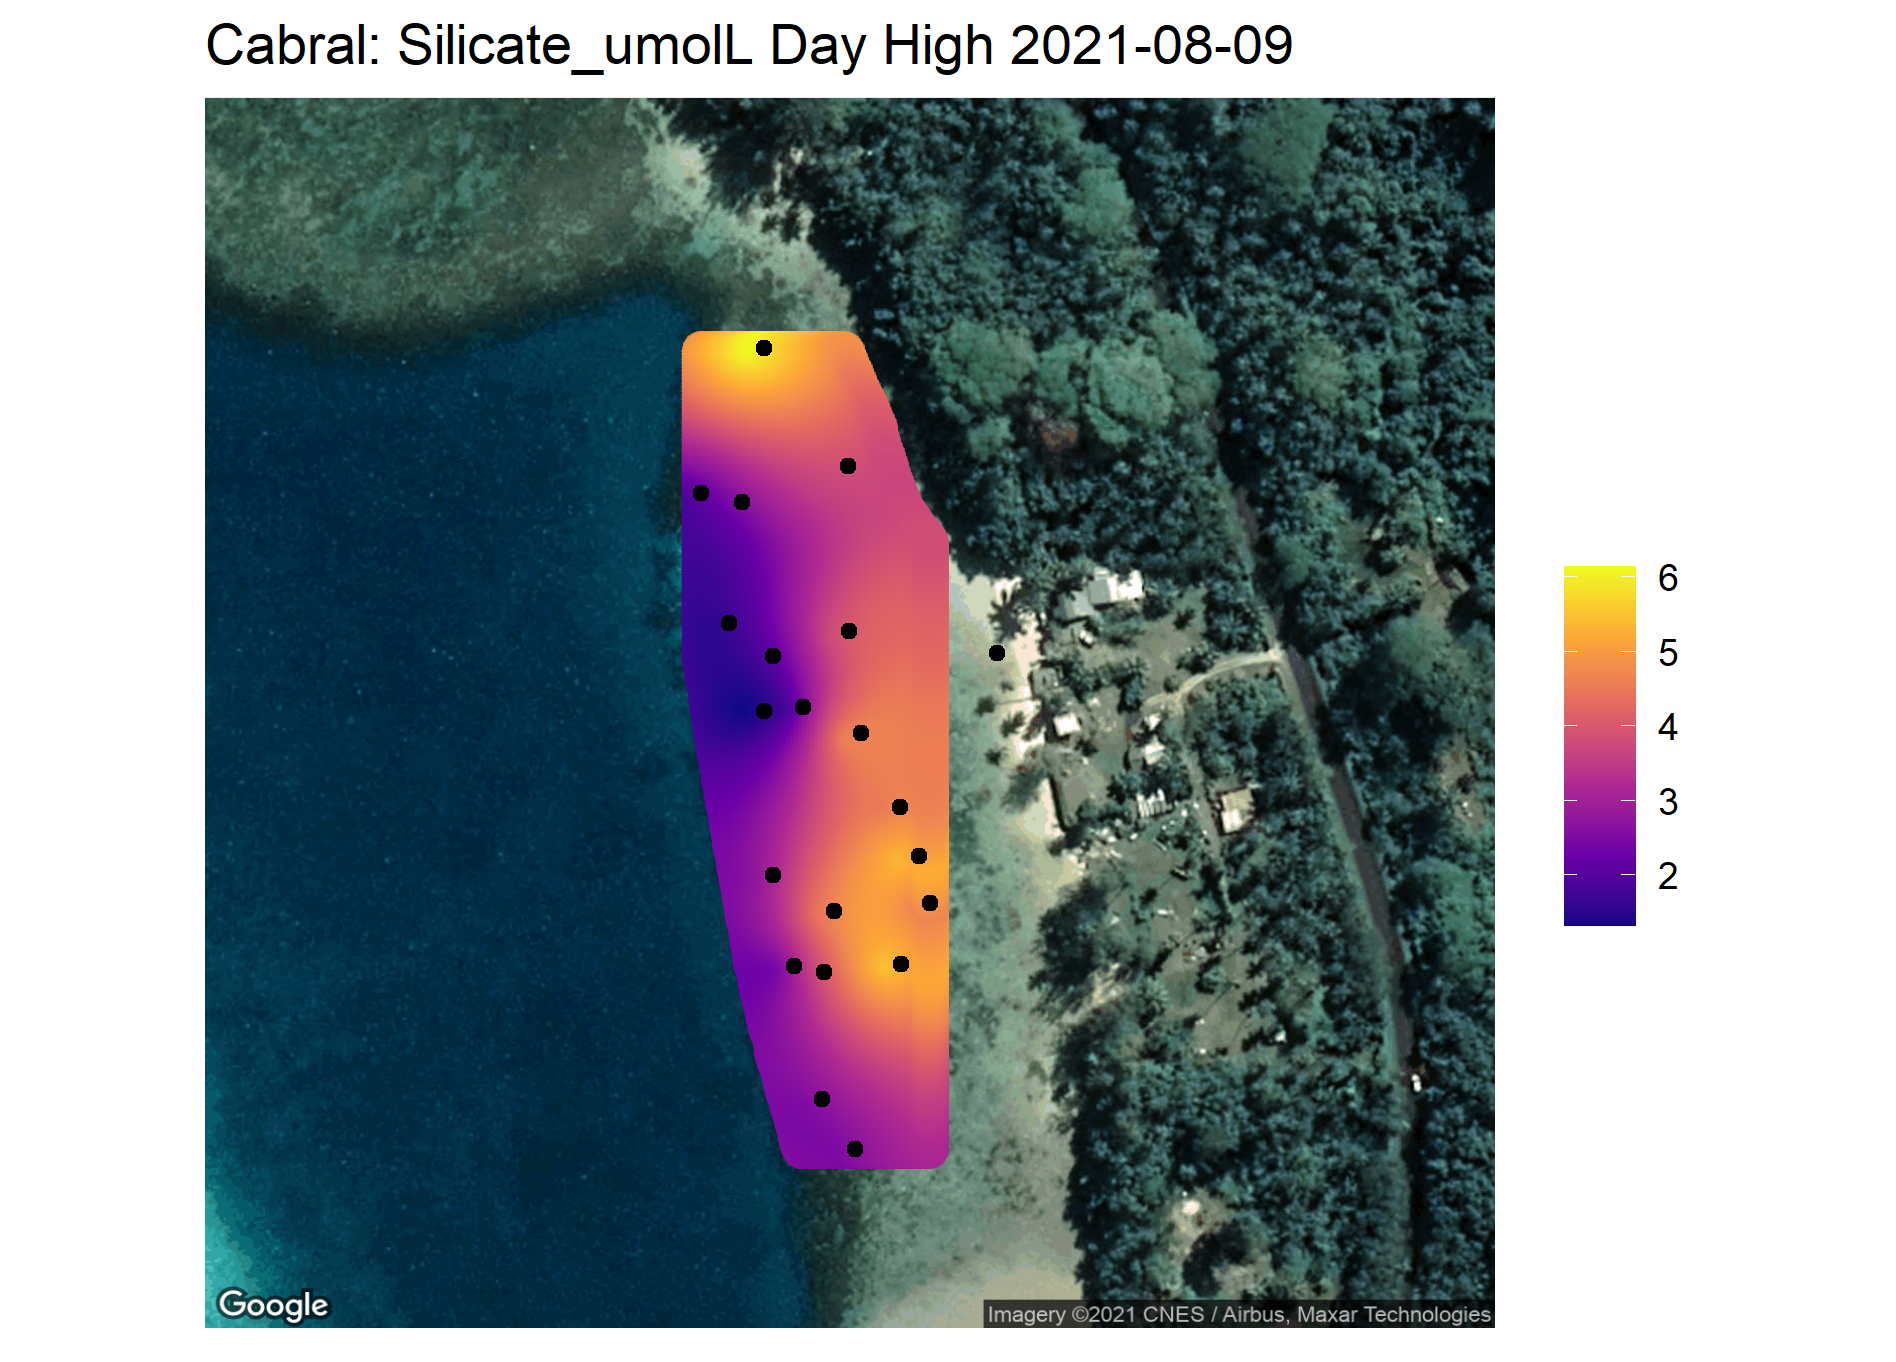 Cabral: Silicate_umolL Day High 2021-08-09
6
5
4
3
2
Google
Imagery ©2021 CNES / Airbus, Maxar Technologies